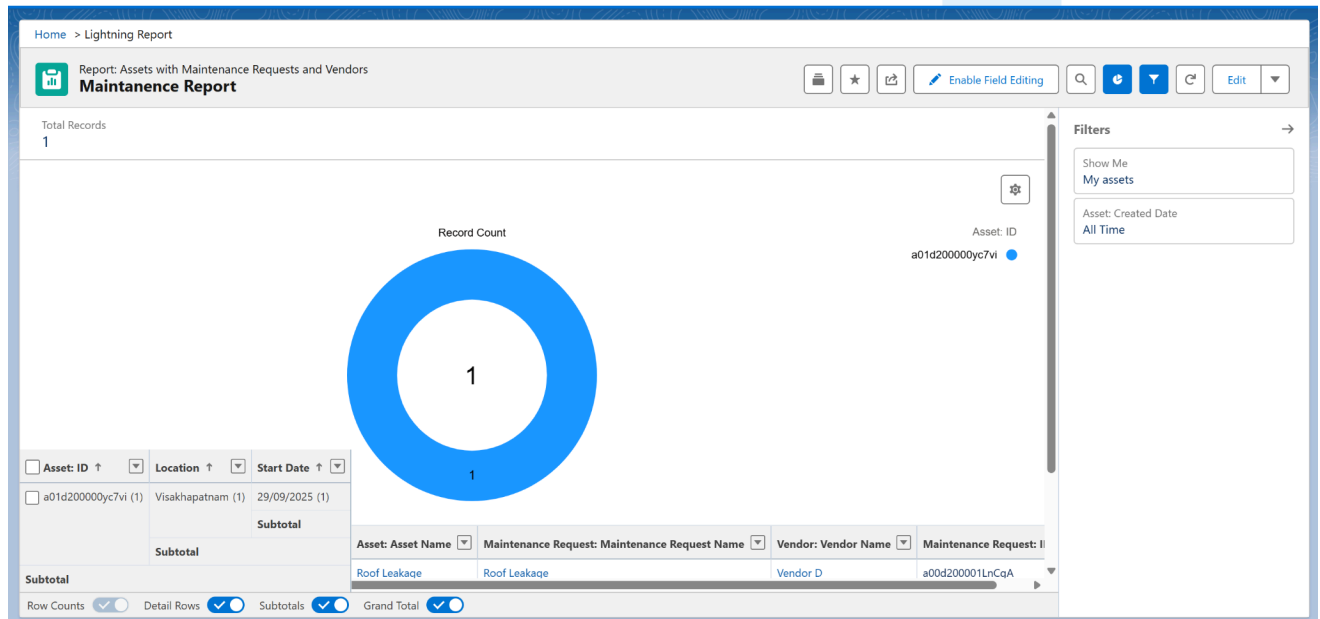 Home > Lightning Report
Report: Assets with Maintenance Requests and Vendors
Maintanence Report
Enable Field Editing
Edit
Total Records
1
Filters
Show Me
My assets
Asset: Created Date
All Time
Record Count
Asset: ID
a01d200000yc7vi
1
1
Asset: ID ↑ Location ↑ Start Date ↑
a01d200000yc7vi (1) Visakhapatnam (1) 29/09/2025 (1)
Subtotal
Subtotal
Subtotal
Asset: Asset Name Maintenance Request: Maintenance Request Name Vendor: Vendor Name Maintenance Request:
Roof Leakage Roof Leakage Vendor D a00d200001LnCqA
Row Counts Detail Rows Subtotals Grand Total